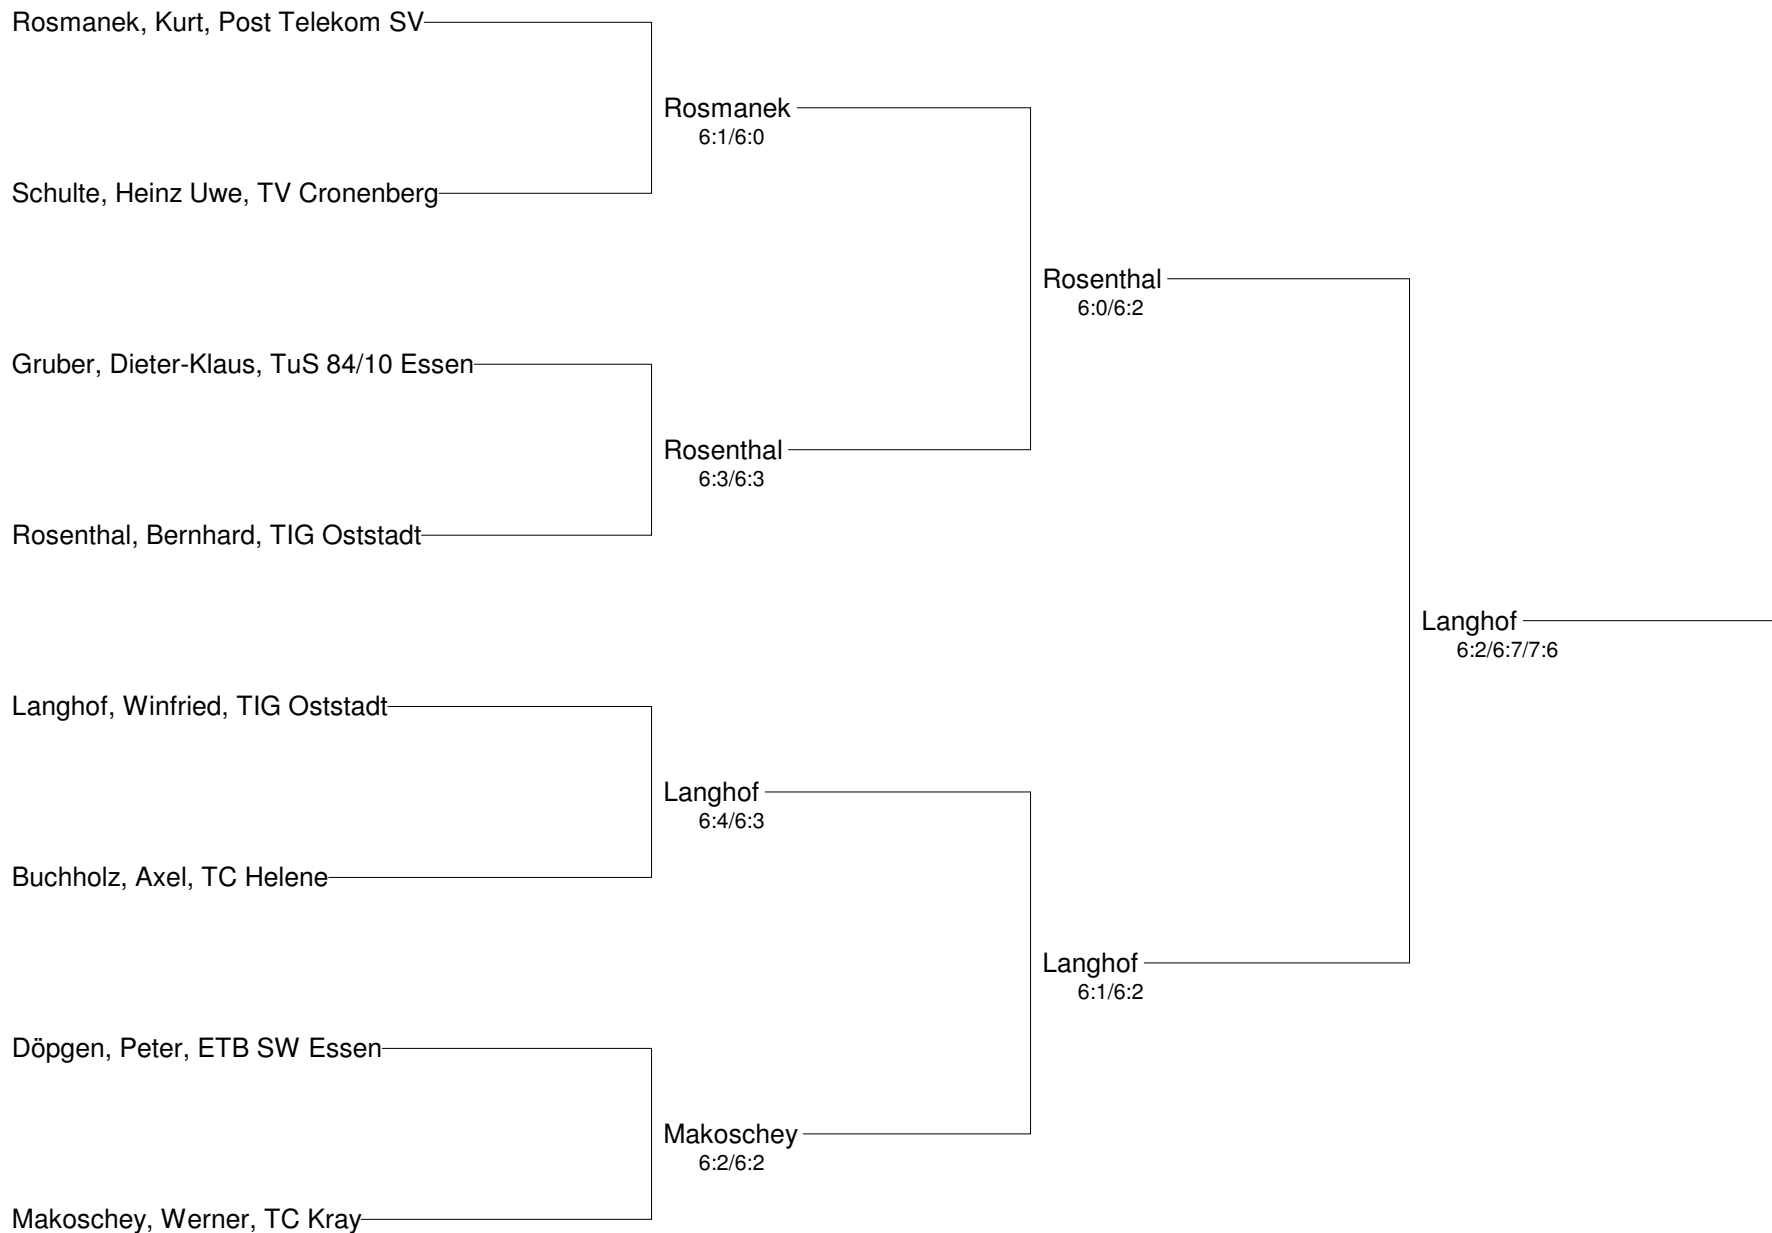 Rosmanek, Kurt, Post Telekom SV
Rosmanek
6:1/6:0
Schulte, Heinz Uwe, TV Cronenberg
Rosenthal
6:0/6:2
Gruber, Dieter-Klaus, TuS 84/10 Essen
Rosenthal
6:3/6:3
Rosenthal, Bernhard, TIG Oststadt
Langhof
6:2/6:7/7:6
Langhof, Winfried, TIG Oststadt
Langhof
6:4/6:3
Buchholz, Axel, TC Helene
Langhof
6:1/6:2
Döpgen, Peter, ETB SW Essen
Makoschey
6:2/6:2
Makoschey, Werner, TC Kray